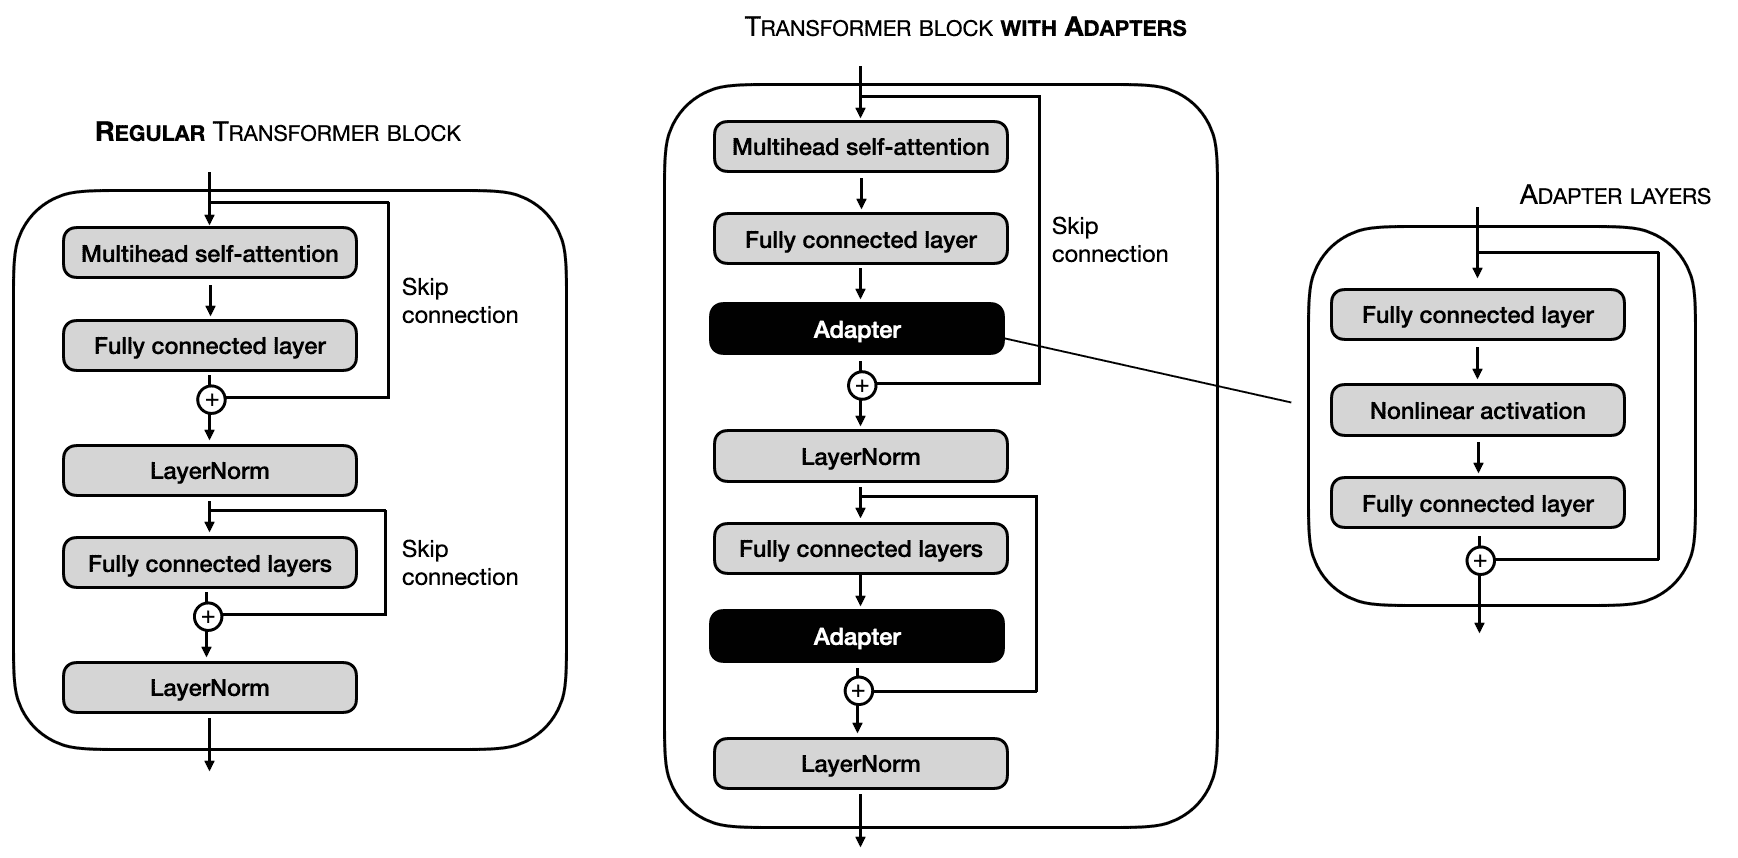 REGULAR TRANSFORMER BLOCK
Multihead self-attention
Fully connected layer
Skip
connection
+
LayerNorm
Fully connected layers
Skip
connection
+
LayerNorm
TRANSFORMER BLOCK WITH ADAPTERS
Multihead self-attention
Fully connected layer
Skip
connection
Adapter
+
LayerNorm
Fully connected layers
Adapter
+
LayerNorm
ADAPTER LAYERS
Fully connected layer
Nonlinear activation
Fully connected layer
+